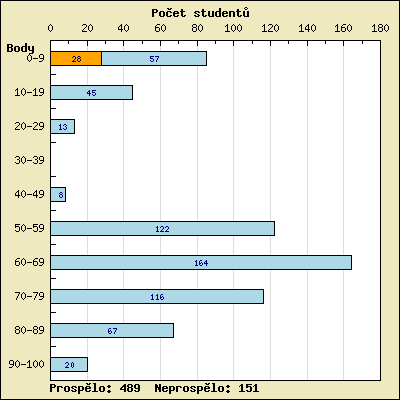 Počet studentů
0 20 40 60 80 100 120 140 160 180
Body
0-9 28 57
10-19 45
20-29 13
30-39
40-49 8
50-59 122
60-69 164
70-79 116
80-89 67
90-100 20
Prospělo: 489 Neprospělo: 151